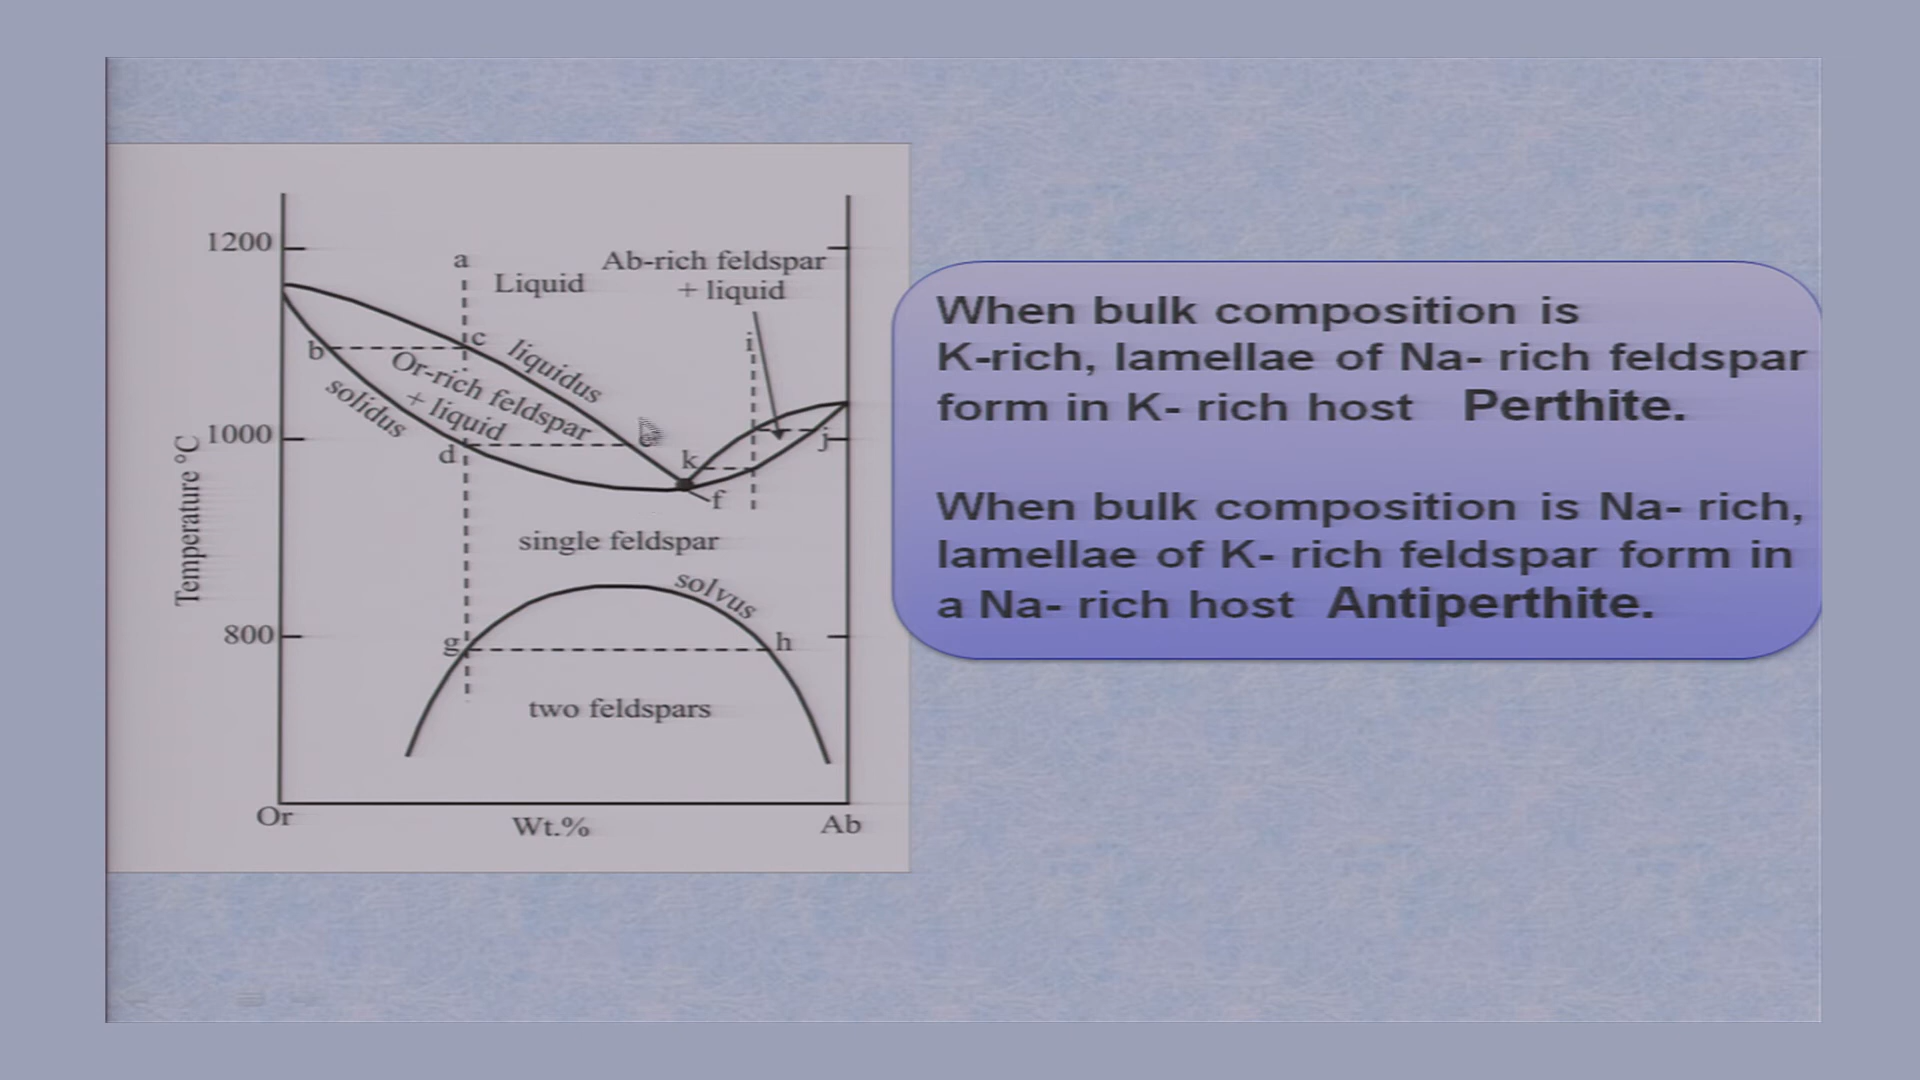 1200
a
Liquid
Ab-rich feldspar
+ liquid
b
c
liquidus
i
Or-rich feldspar
+ liquid
solidus
1000
d
e
k
j
f
Temperature °C
single feldspar
solvus
800
g
h
two feldspars
Or
Wt.%
Ab
When bulk composition is
K-rich, lamellae of Na- rich feldspar
form in K- rich host Perthite.
When bulk composition is Na- rich,
lamellae of K- rich feldspar form in
a Na- rich host Antiperthite.